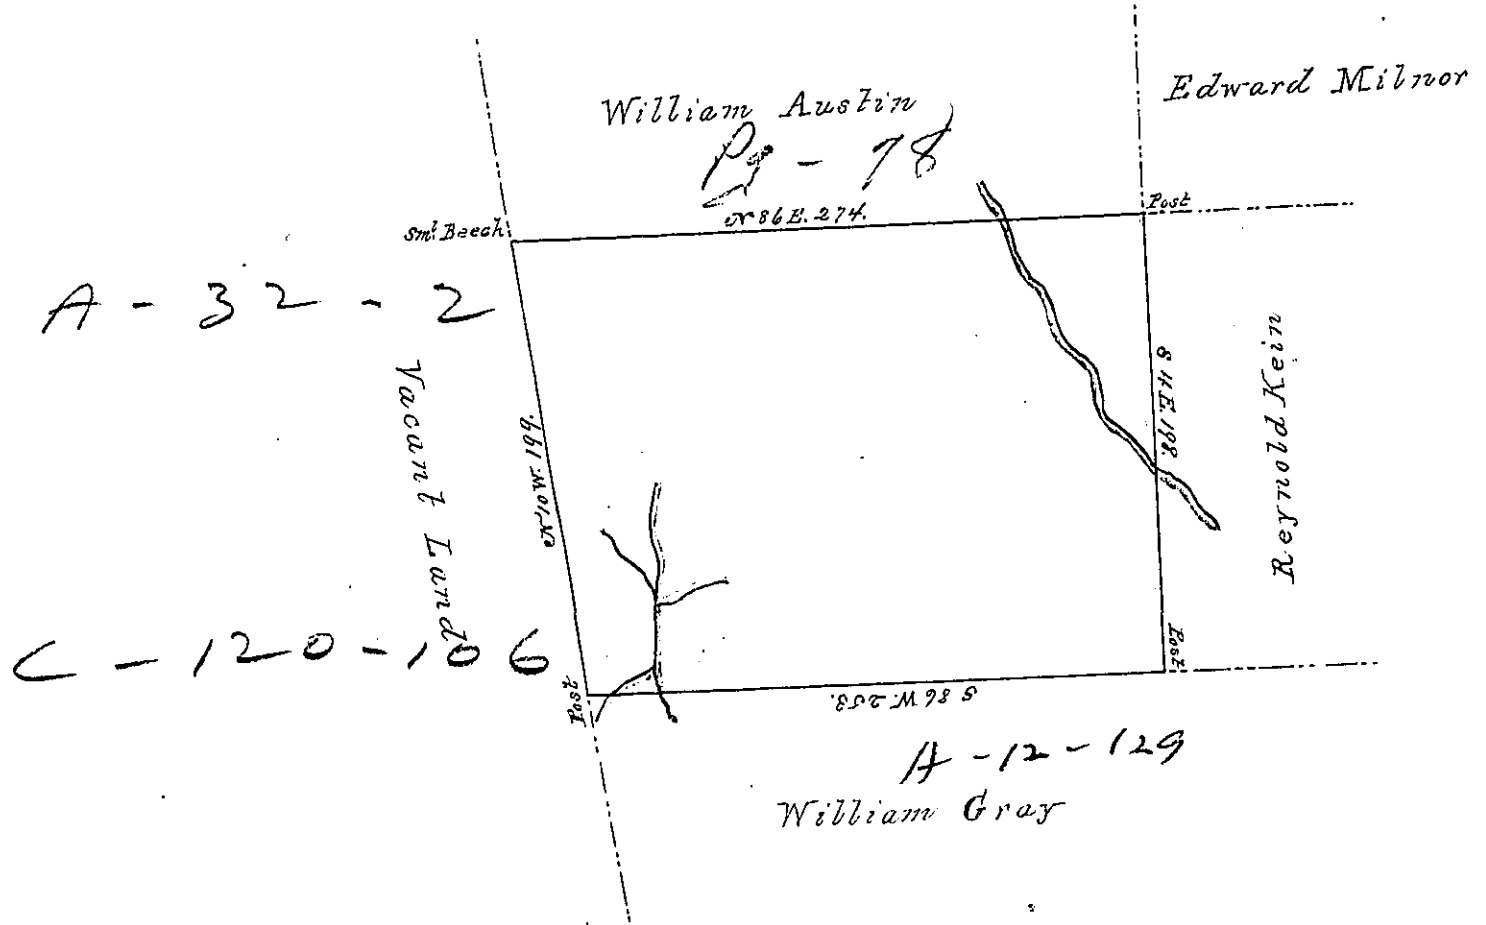 Edward Milnor
William Austin
Pg - 78
Post
N 86 E. 274.
Smt. Beech
A - 32 - 2
Vacant Land
N 10 W. 199.
S 4 E. 198.
Reynold Kein
C - 120 - 106
Post
Post
S 86 W. 253.
A - 12 - 129
William Gray